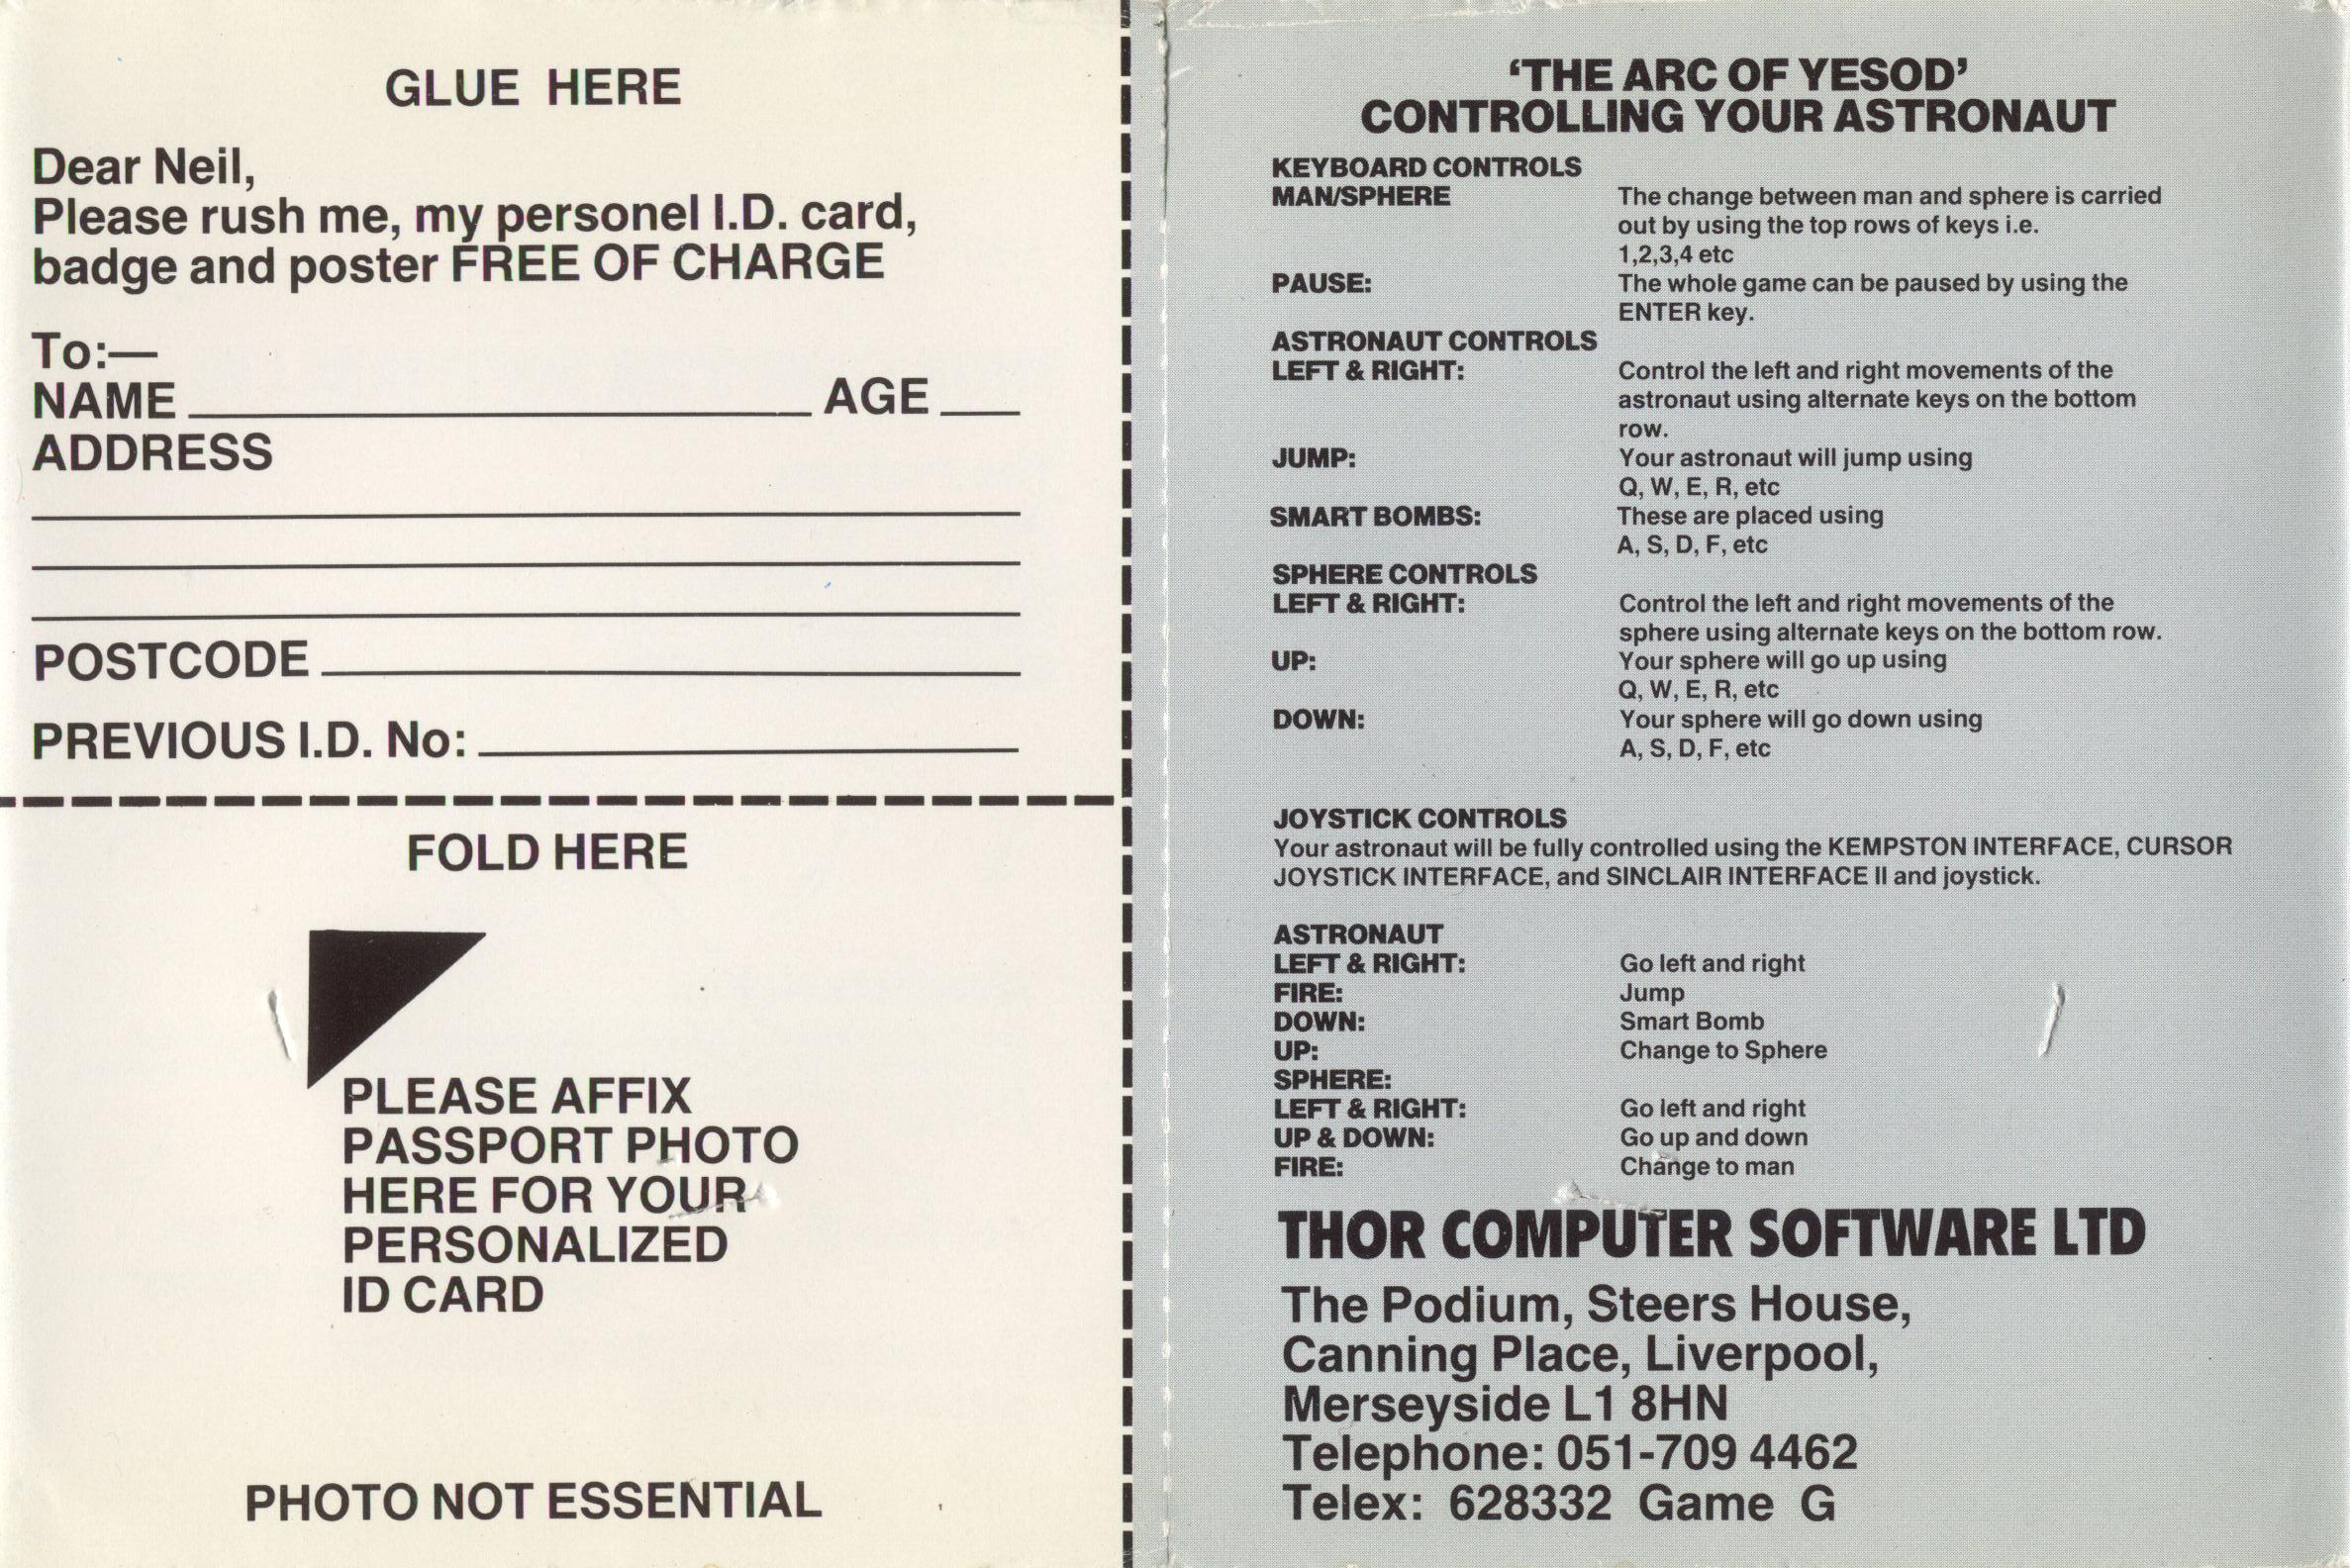 GLUE HERE
Dear Neil,
Please rush me, my personel I.D. card,
badge and poster FREE OF CHARGE
To:—
NAME AGE
ADDRESS
POSTCODE
PREVIOUS I.D. No:
FOLD HERE
PLEASE AFFIX
PASSPORT PHOTO
HERE FOR YOUR
PERSONALIZED
ID CARD
PHOTO NOT ESSENTIAL
‘THE ARC OF YESOD’
CONTROLLING YOUR ASTRONAUT
KEYBOARD CONTROLS
MAN/SPHERE The change between man and sphere is carried
out by using the top rows of keys i.e.
1,2,3,4 etc
PAUSE: The whole game can be paused by using the
ENTER key.
ASTRONAUT CONTROLS
LEFT & RIGHT: Control the left and right movements of the
astronaut using alternate keys on the bottom
row.
JUMP: Your astronaut will jump using
Q, W, E, R, etc
SMART BOMBS: These are placed using
A, S, D, F, etc
SPHERE CONTROLS
LEFT & RIGHT: Control the left and right movements of the
sphere using alternate keys on the bottom row.
UP: Your sphere will go up using
Q, W, E, R, etc
DOWN: Your sphere will go down using
A, S, D, F, etc
JOYSTICK CONTROLS
Your astronaut will be fully controlled using the KEMPSTON INTERFACE, CURSOR
JOYSTICK INTERFACE, and SINCLAIR INTERFACE II and joystick.
ASTRONAUT
LEFT & RIGHT: Go left and right
FIRE: Jump
DOWN: Smart Bomb
UP: Change to Sphere
SPHERE:
LEFT & RIGHT: Go left and right
UP & DOWN: Go up and down
FIRE: Change to man
THOR COMPUTER SOFTWARE LTD
The Podium, Steers House,
Canning Place, Liverpool,
Merseyside L1 8HN
Telephone: 051-709 4462
Telex: 628332 Game G